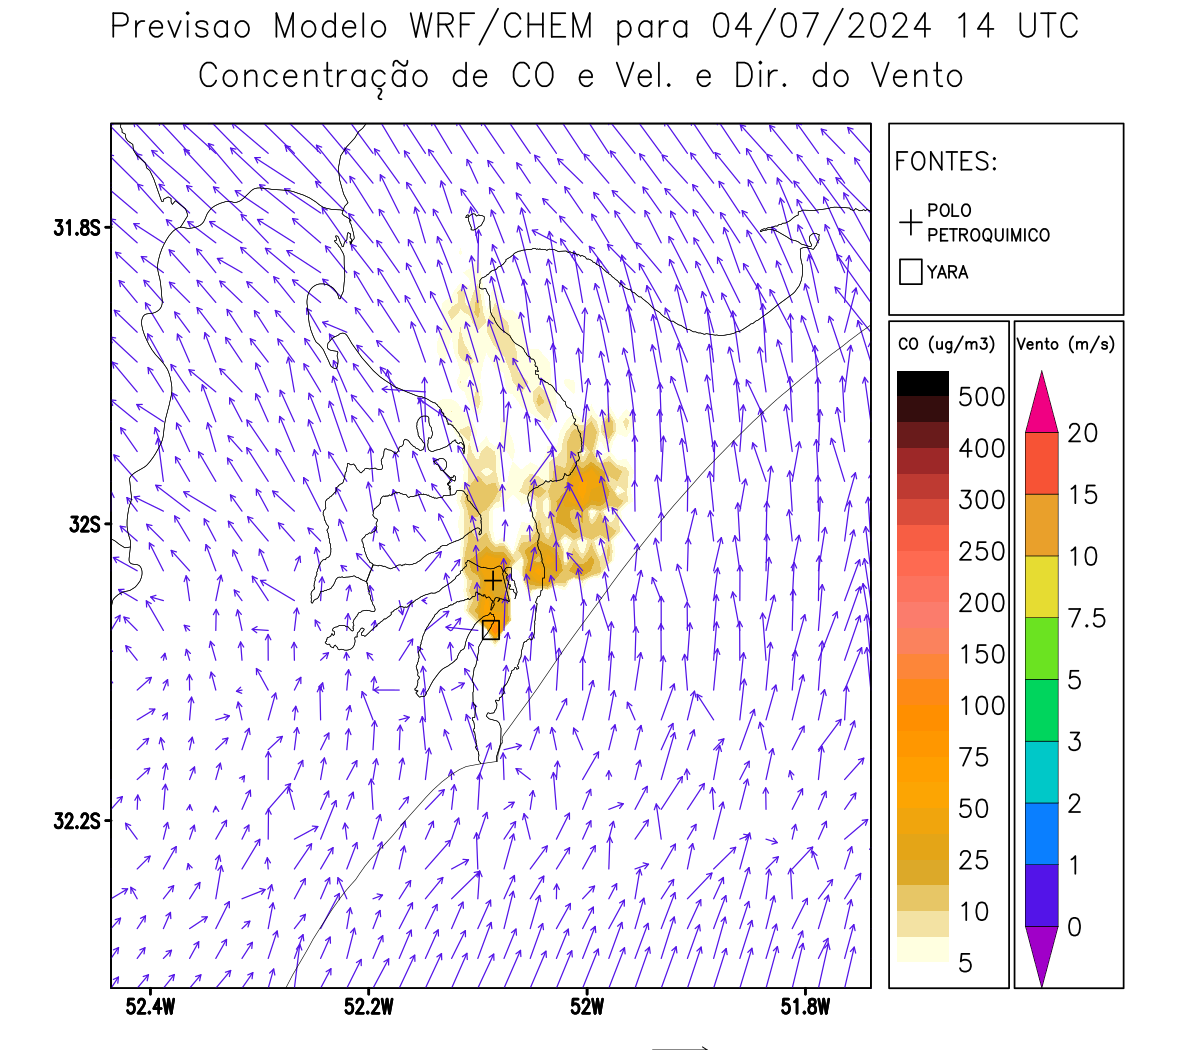 Previsao Modelo WRF/CHEM para 04/07/2024 14 UTC
Concentração de CO e Vel. e Dir. do Vento
FONTES:
POLO
PETROQUIMICO
YARA
CO (ug/m3)
500
400
300
250
200
150
100
75
50
25
10
5
Vento (m/s)
20
15
10
7.5
5
3
2
1
0
31.8S
32S
32.2S
52.4W
52.2W
52W
51.8W